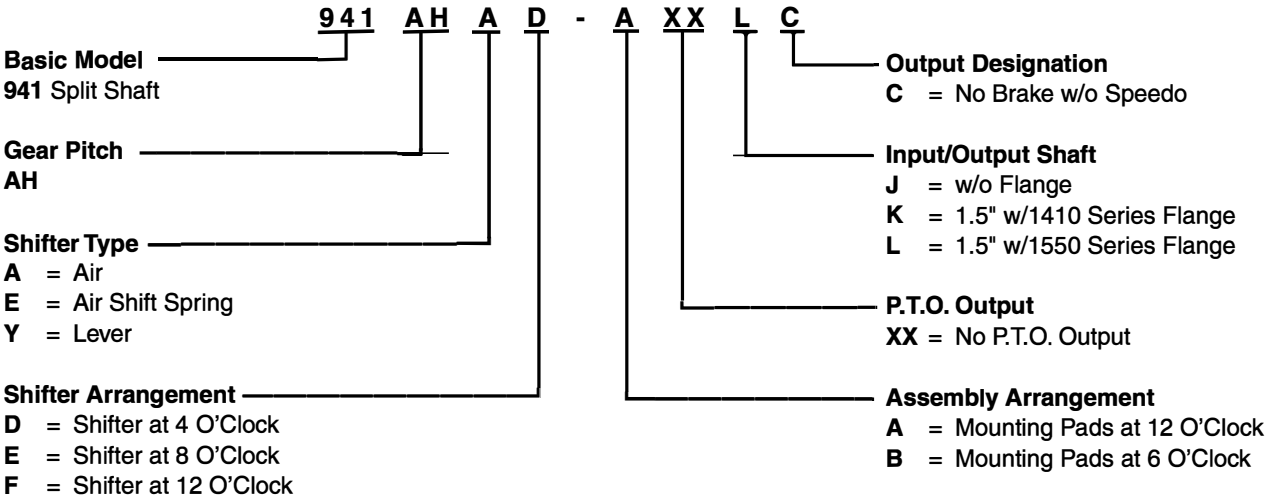 941 AH A D - A XX L C
Basic Model
941 Split Shaft
Gear Pitch
AH
Shifter Type
A = Air
E = Air Shift Spring
Y = Lever
Shifter Arrangement
D = Shifter at 4 O'Clock
E = Shifter at 8 O'Clock
F = Shifter at 12 O'Clock
Output Designation
C = No Brake w/o Speedo
Input/Output Shaft
J = w/o Flange
K = 1.5" w/1410 Series Flange
L = 1.5" w/1550 Series Flange
P.T.O. Output
XX = No P.T.O. Output
Assembly Arrangement
A = Mounting Pads at 12 O'Clock
B = Mounting Pads at 6 O'Clock